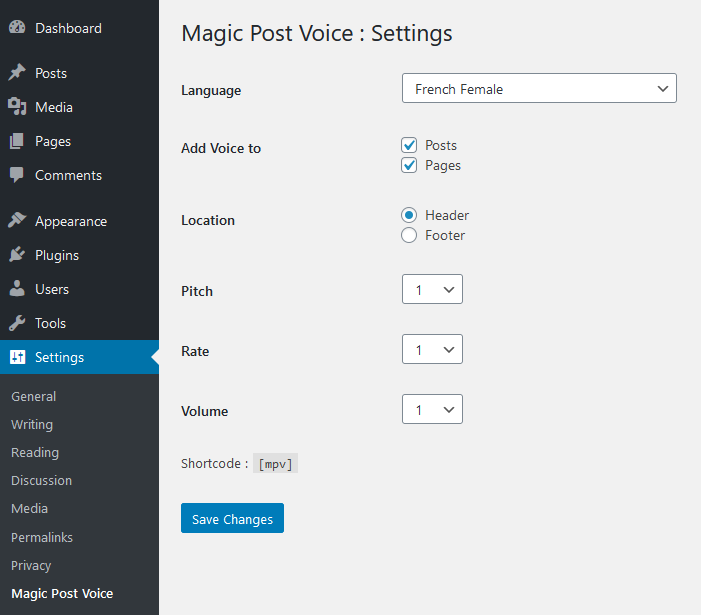 Dashboard
Posts
Media
Pages
Comments
Appearance
Plugins
Users
Tools
Settings
General
Writing
Reading
Discussion
Media
Permalinks
Privacy
Magic Post Voice
Magic Post Voice : Settings
Language
French Female
Add Voice to
Posts
Pages
Location
Header
Footer
Pitch
1
Rate
1
Volume
1
Shortcode : [mpv]
Save Changes